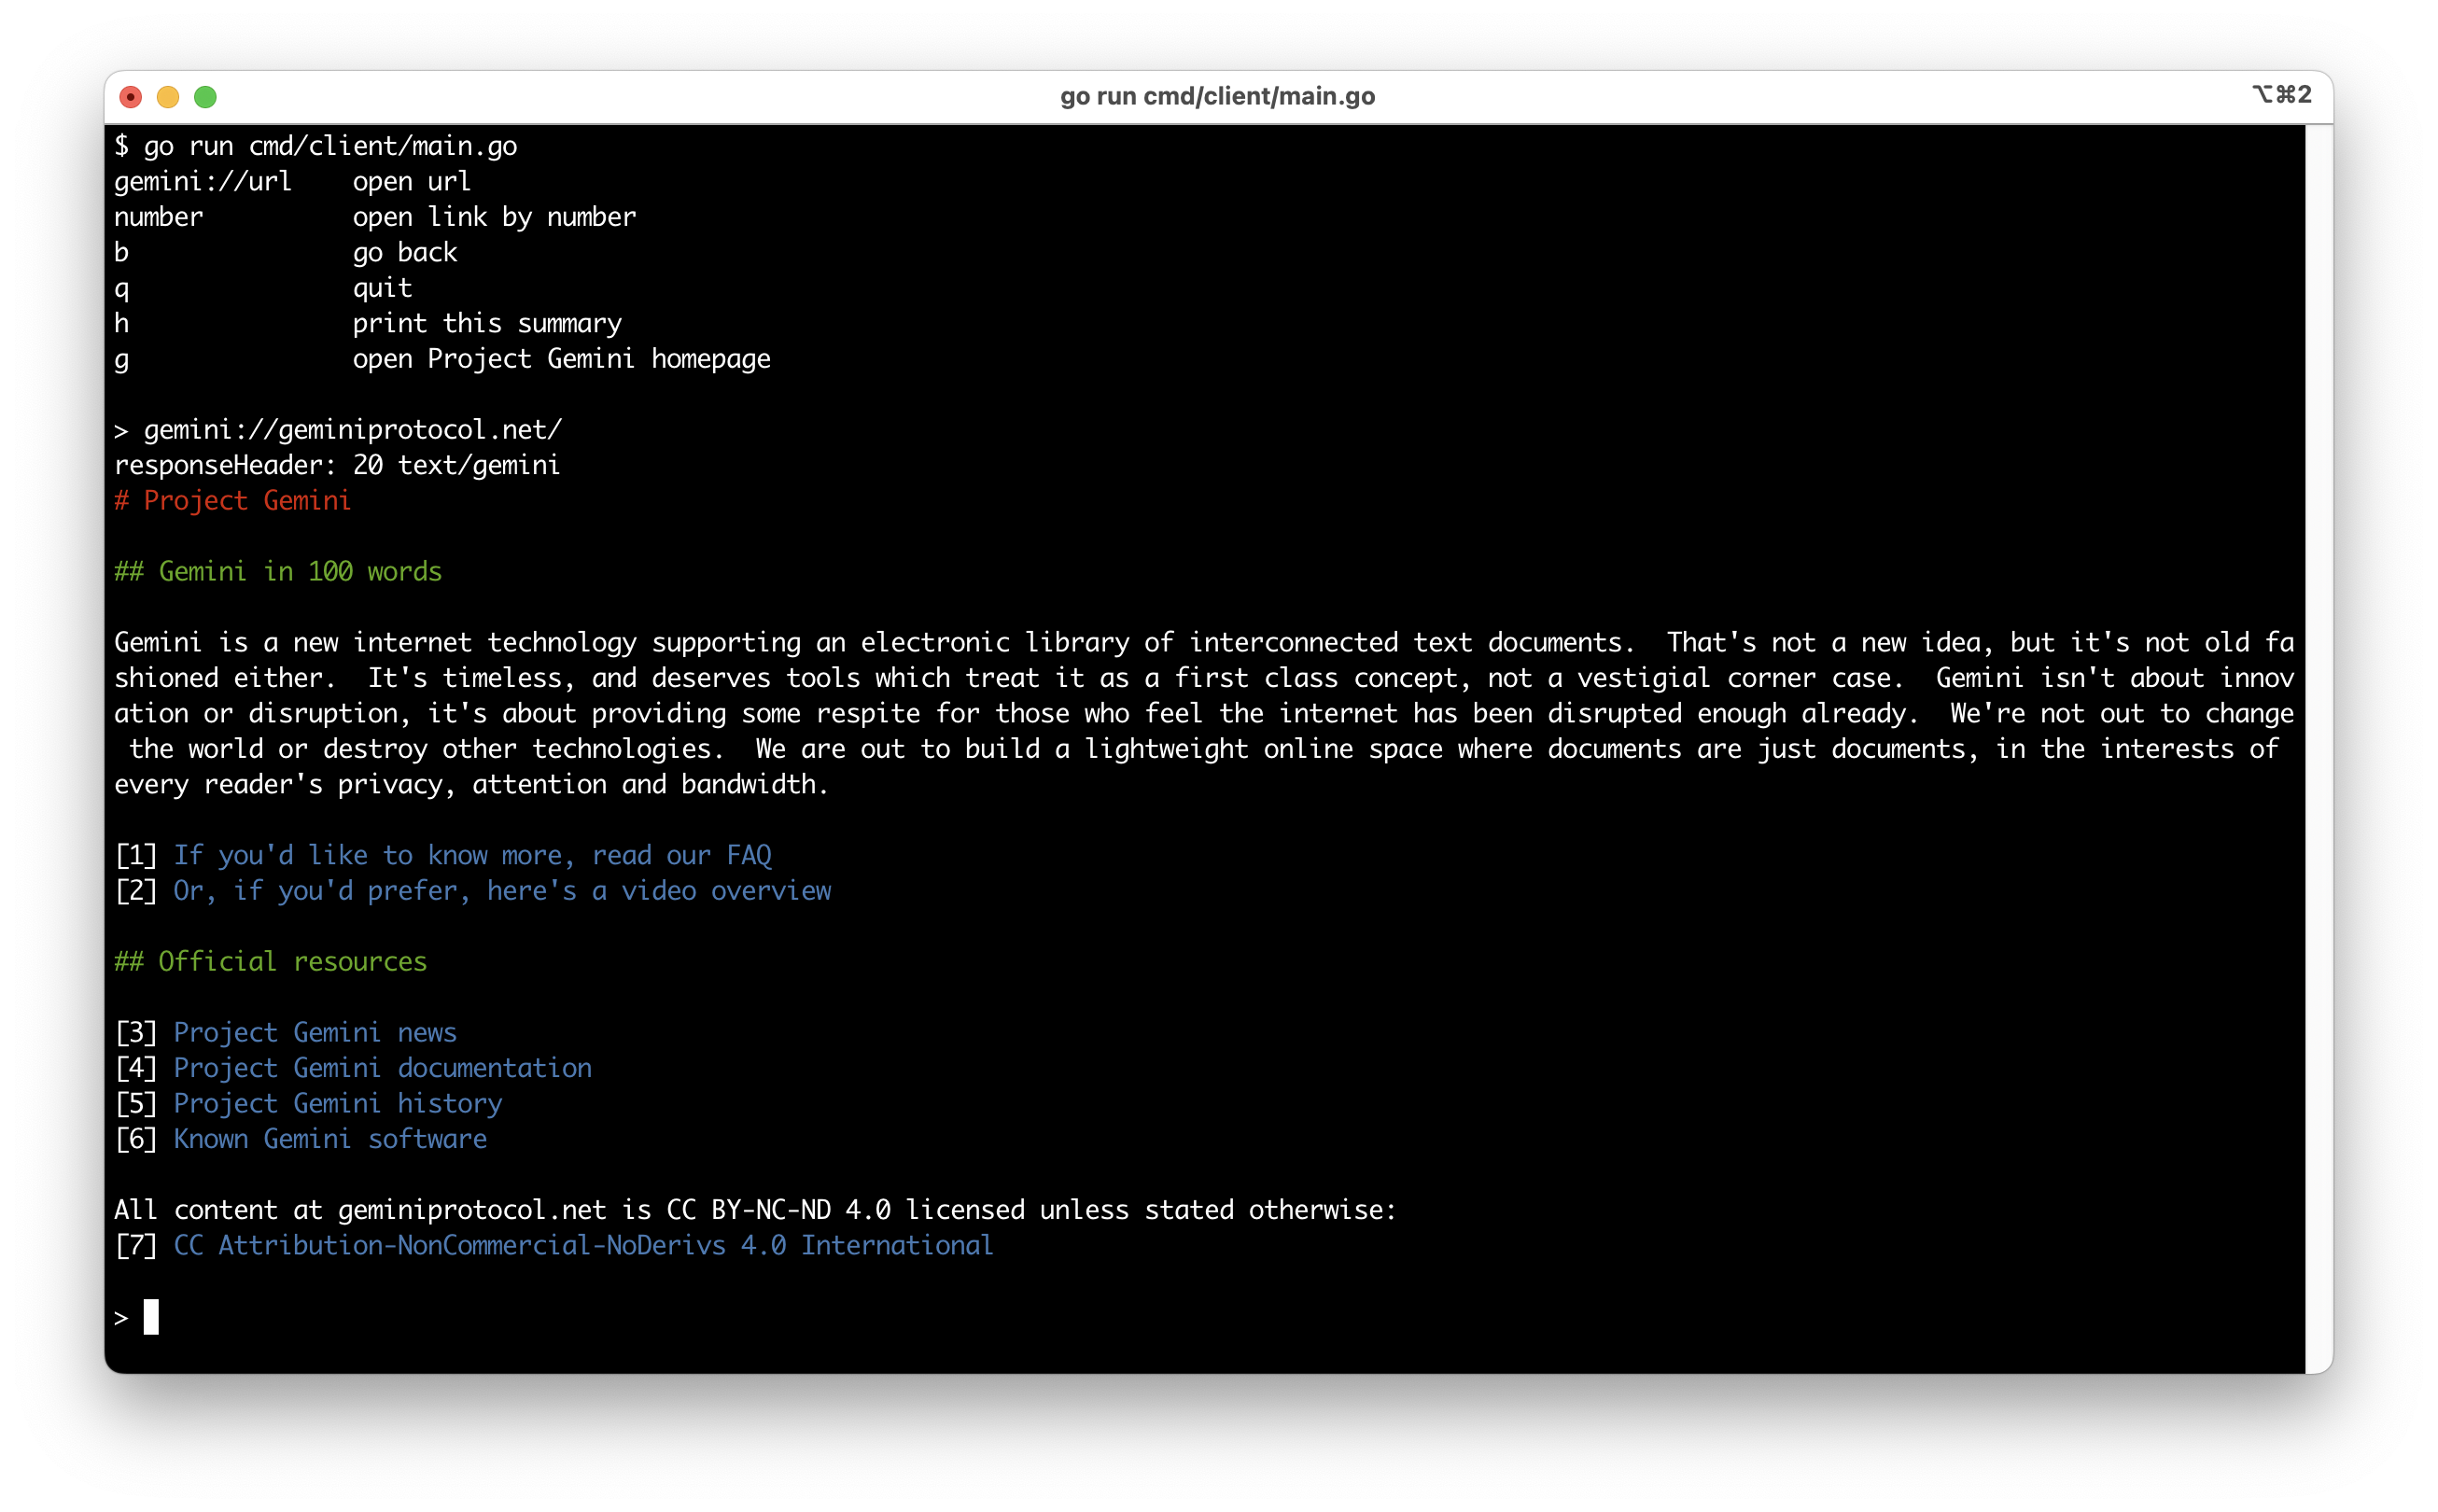 go run cmd/client/main.go
⌥⌘2
$ go run cmd/client/main.go
gemini://url    open url
number          open link by number
b               go back
q               quit
h               print this summary
g               open Project Gemini homepage
> gemini://geminiprotocol.net/
responseHeader: 20 text/gemini
# Project Gemini
## Gemini in 100 words
Gemini is a new internet technology supporting an electronic library of interconnected text documents.  That's not a new idea, but it's not old fa
shioned either.  It's timeless, and deserves tools which treat it as a first class concept, not a vestigial corner case.  Gemini isn't about innov
ation or disruption, it's about providing some respite for those who feel the internet has been disrupted enough already.  We're not out to change
 the world or destroy other technologies.  We are out to build a lightweight online space where documents are just documents, in the interests of
every reader's privacy, attention and bandwidth.
[1] If you'd like to know more, read our FAQ
[2] Or, if you'd prefer, here's a video overview
## Official resources
[3] Project Gemini news
[4] Project Gemini documentation
[5] Project Gemini history
[6] Known Gemini software
All content at geminiprotocol.net is CC BY-NC-ND 4.0 licensed unless stated otherwise:
[7] CC Attribution-NonCommercial-NoDerivs 4.0 International
>